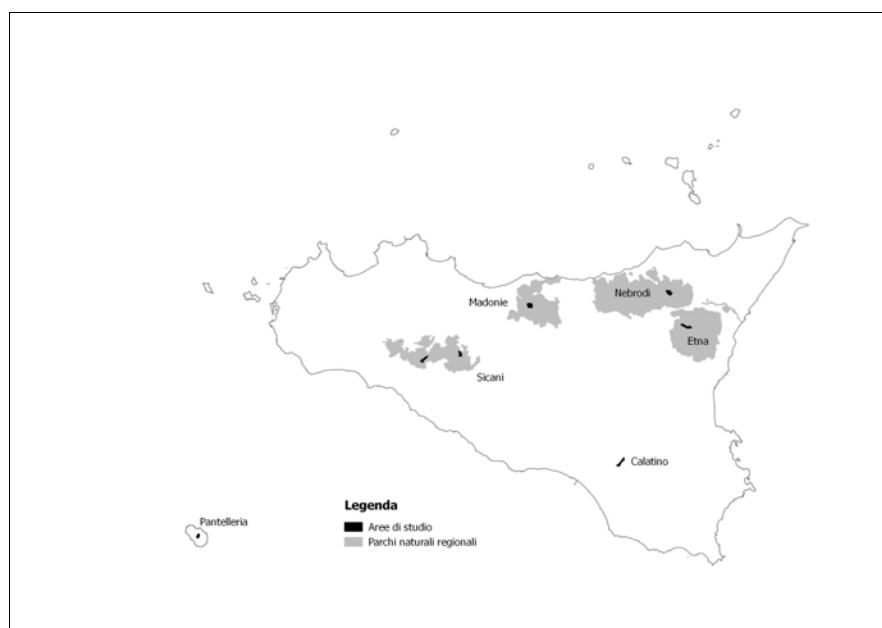 Madonie
Nebrodi
Etna
Sicani
Calatino
Pantelleria
Legenda
Aree di studio
Parchi naturali regionali